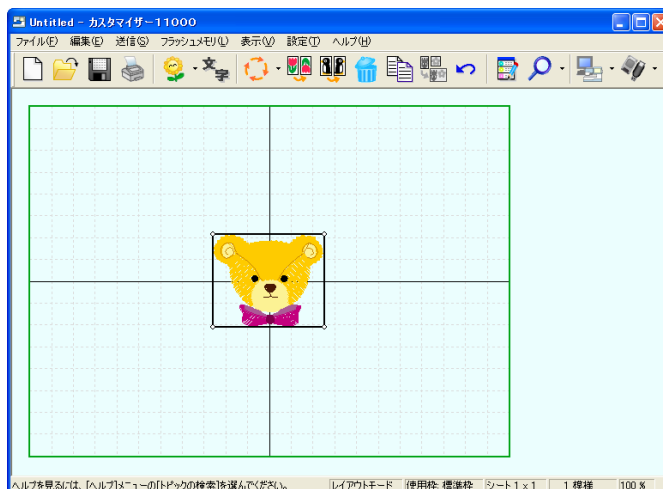 Untitled - カスタマイザー11000
ファイル(F) 編集(E) 送信(S) フラッシュメモリ(L) 表示(V) 設定(T) ヘルプ(H)
文字
ヘルプを見るには、[ヘルプ]メニューの[トピックの検索]を選んでください。 レイアウトモード 使用枠: 標準枠 シート1×1 1 模様 100 %